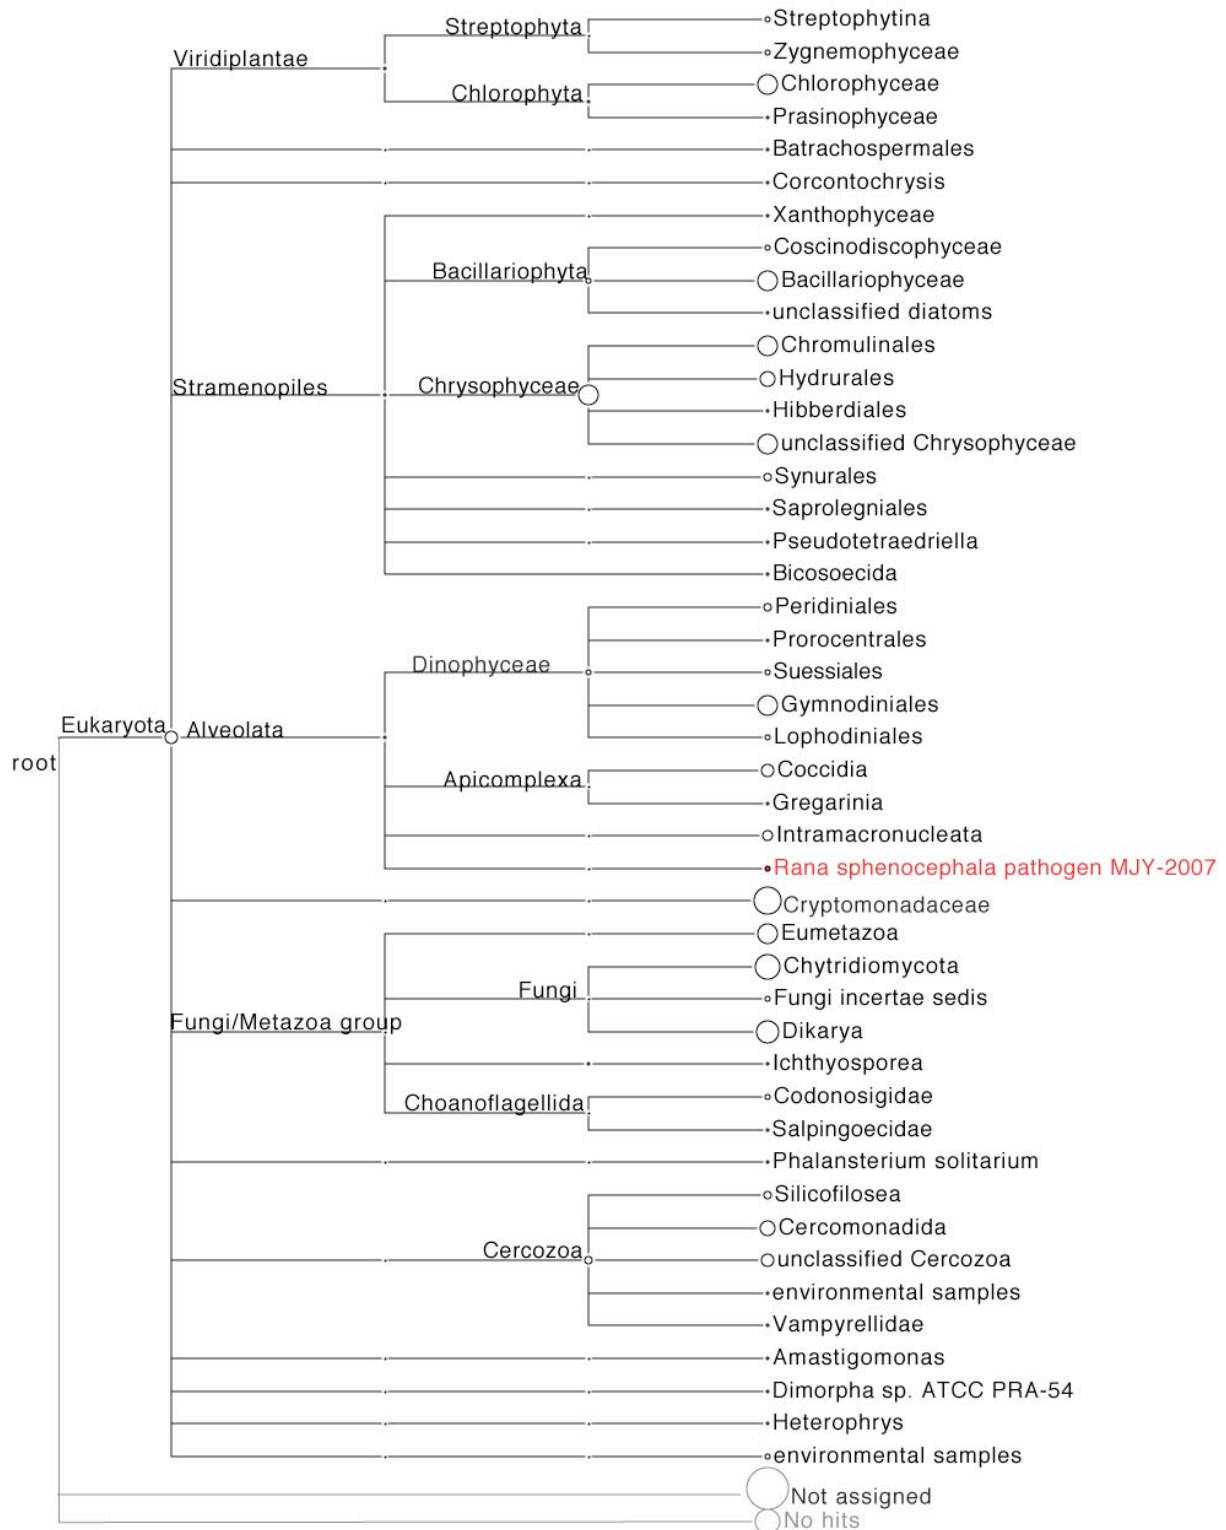 Streptophyta
Streptophytina
Viridiplantae
Zygnemophyceae
Chlorophyta
Chlorophyceae
Prasinophyceae
Batrachospermales
Corcontochrysis
Xanthophyceae
Coscinodiscophyceae
Bacillariophyta
Bacillariophyceae
unclassified diatoms
Chromulinales
Stramenopiles
Chrysophyceae
Hydrurales
Hibberdiales
unclassified Chrysophyceae
Synurales
Saprolegniales
Pseudotetraedriella
Bicosoecida
Peridiniales
Prorocentrales
Dinophyceae
Suessiales
Gymnodiniales
Eukaryota
Alveolata
Lophodiniales
root
Apicomplexa
Coccidia
Gregarinia
Intramacronucleata
Rana sphenocephala pathogen MJY-2007
Cryptomonadaceae
Eumetazoa
Chytridiomycota
Fungi
Fungi incertae sedis
Fungi/Metazoa group
Dikarya
Ichthyosporea
Choanoflagellida
Codonosigidae
Salpingoecidae
Phalansterium solitarium
Silicofilosea
Cercomonadida
Cercozoa
unclassified Cercozoa
environmental samples
Vampyrellidae
Amastigomonas
Dimorpha sp. ATCC PRA-54
Heterophrys
environmental samples
Not assigned
No hits